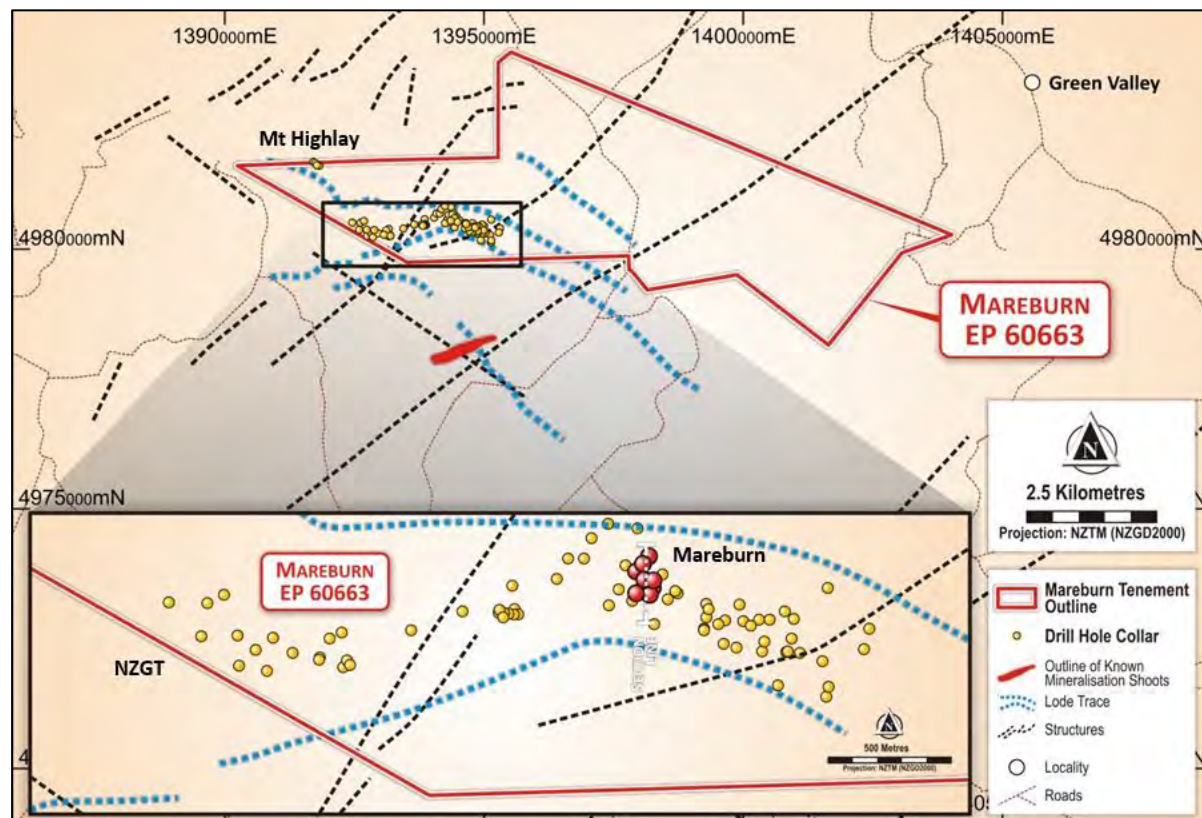 1390000mE
1395000mE
1400000mE
1405000mE
Green Valley
Mt Highlay
4980000mN
4980000mN
MAREBURN
EP 60663
4975000mN
N
2.5 Kilometres
Projection: NZTM (NZGD2000)
Mareburn
MAREBURN
EP 60663
NZGT
SECTION
LINE
N
500 Metres
Projection: NZTM (NZGD2000)
Mareburn Tenement
Outline
Drill Hole Collar
Outline of Known
Mineralisation Shoots
Lode Trace
Structures
Locality
Roads